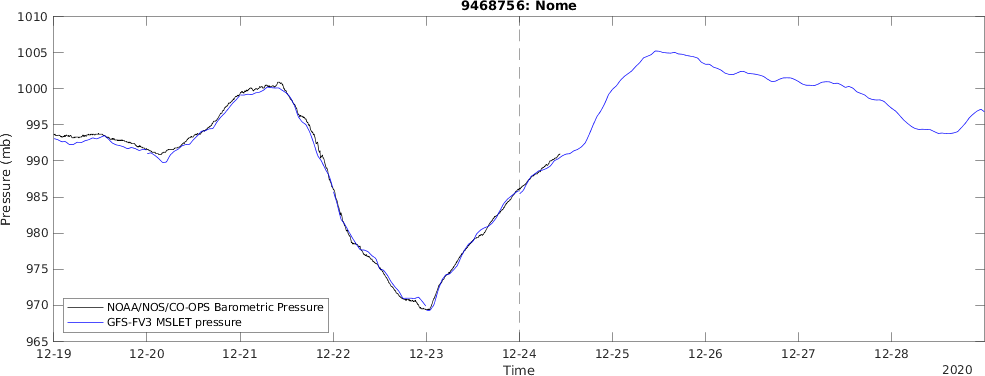 9468756: Nome
1010
1005
1000
995
990
985
980
975
970
965
Pressure (mb)
NOAA/NOS/CO-OPS Barometric Pressure
GFS-FV3 MSLET pressure
12-19 12-20 12-21 12-22 12-23 12-24 12-25 12-26 12-27 12-28
Time
2020